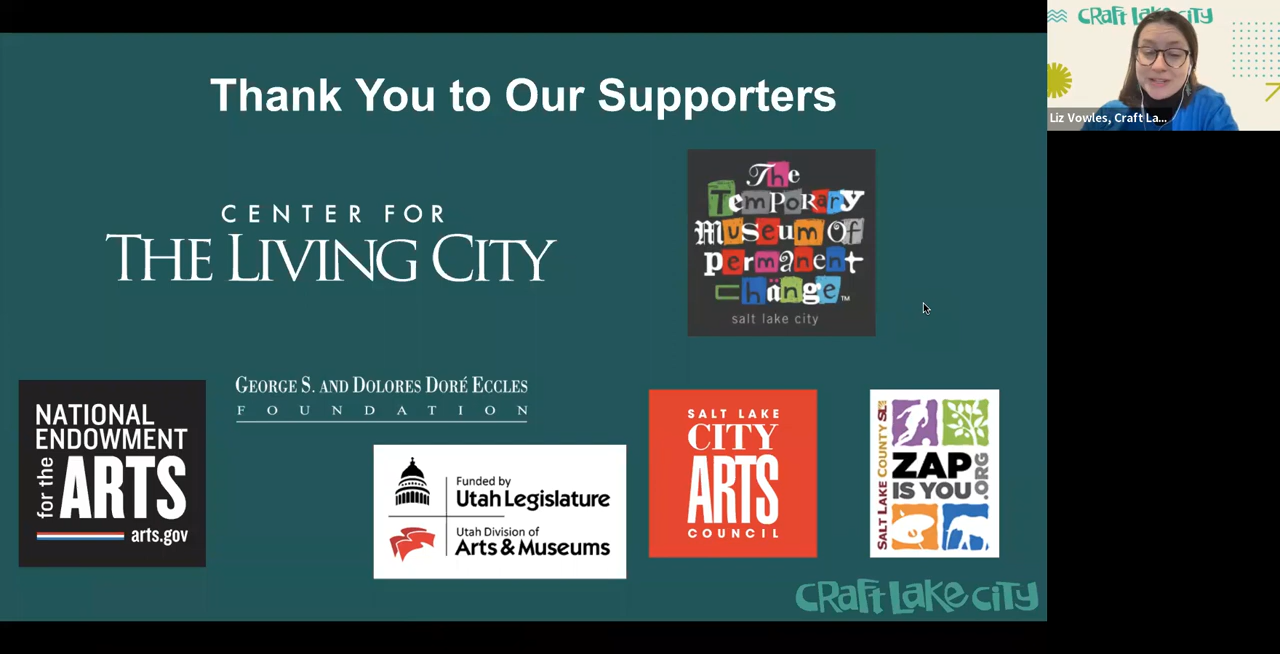 Thank You to Our Supporters
CENTER FOR
THE LIVING CITY
The
Temporary
Museum Of
permanent
change™
salt lake city
NATIONAL
ENDOWMENT
for the
ARTS
arts.gov
GEORGE S. AND DOLORES DORÉ ECCLES
FOUNDATION
Funded by
Utah Legislature
Utah Division of
Arts & Museums
SALT LAKE
CITY
ARTS
COUNCIL
SALT LAKE COUNTY
ZAP
IS YOU
.ORG
CRAFT LAKE CITY
CRAFT LAKE CITY
Liz Vowles, Craft La...